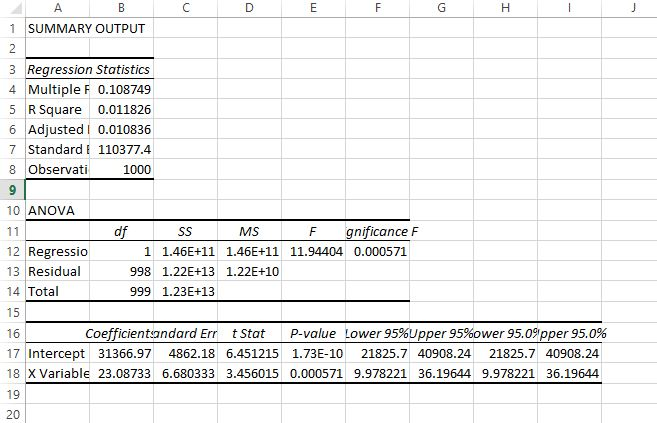 A B C D E F G H I J
1 SUMMARY OUTPUT
2
3 Regression Statistics
4 Multiple F 0.108749
5 R Square 0.011826
6 Adjusted 0.010836
7 Standard E 110377.4
8 Observati 1000
9
10 ANOVA
11 df SS MS F gnificance F
12 Regressio 1 1.46E+11 1.46E+11 11.94404 0.000571
13 Residual 998 1.22E+13 1.22E+10
14 Total 999 1.23E+13
15
16 Coefficients andard Err t Stat P-value Lower 95% Upper 95% ower 95.0% pper 95.0%
17 Intercept 31366.97 4862.18 6.451215 1.73E-10 21825.7 40908.24 21825.7 40908.24
18 X Variable 23.08733 6.680333 3.456015 0.000571 9.978221 36.19644 9.978221 36.19644
19
20